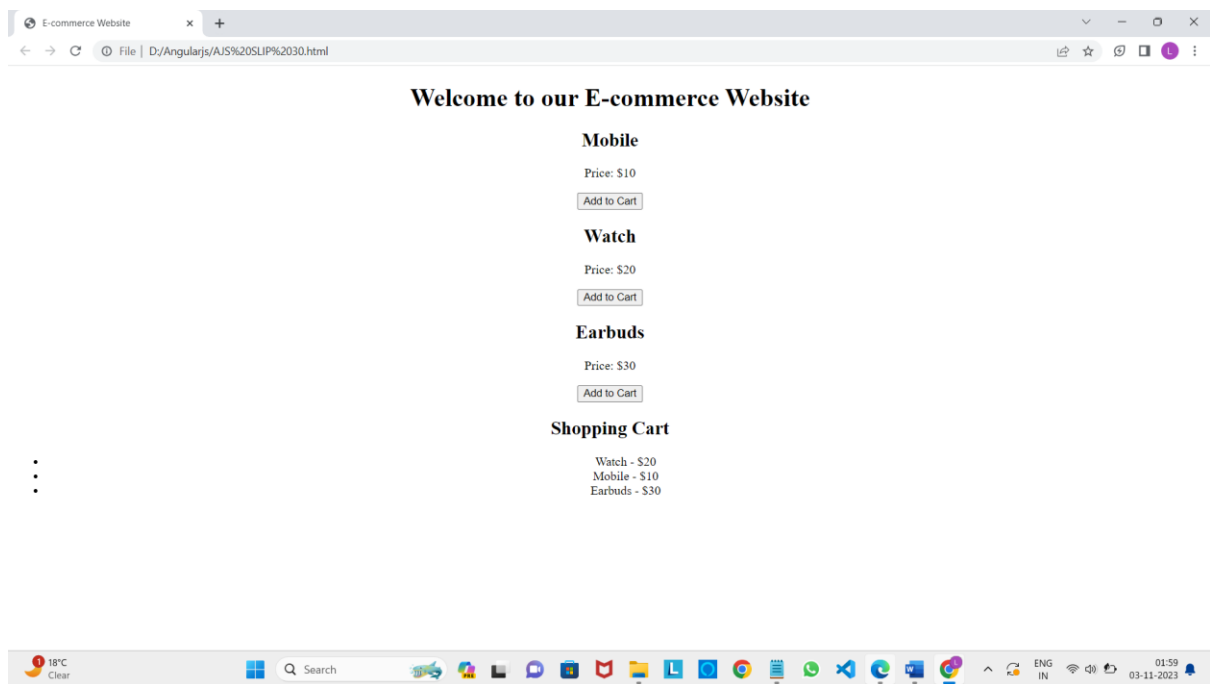 E-commerce Website
File | D:/Angularjs/AJS%20SLIP%2030.html
L
Welcome to our E-commerce Website
Mobile
Price: $10
Add to Cart
Watch
Price: $20
Add to Cart
Earbuds
Price: $30
Add to Cart
Shopping Cart
Watch - $20
Mobile - $10
Earbuds - $30
1
18°C
Clear
Search
PRE
L
W
L
ENG
IN
01:59
03-11-2023